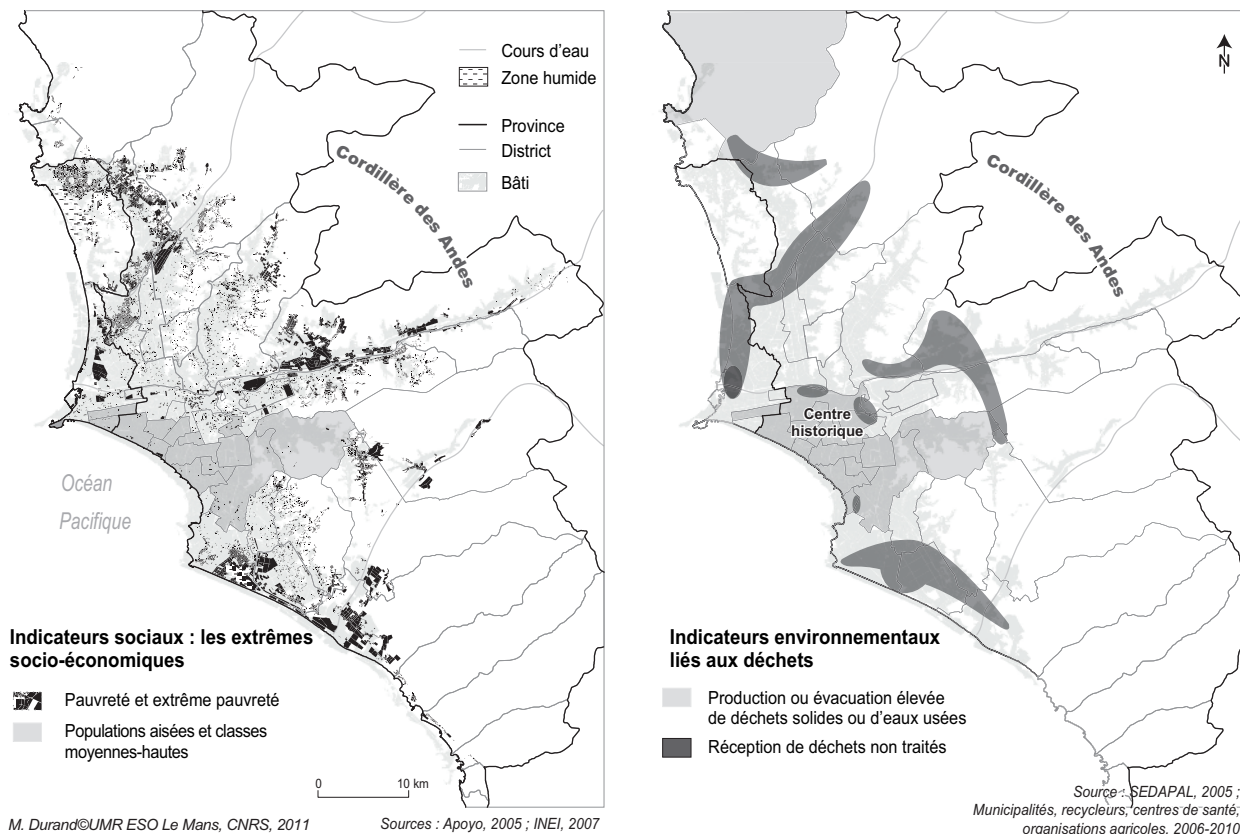 Cours d'eau
Zone humide
Province
District
Bâti
Cordillère des Andes
Océan
Pacifique
Indicateurs sociaux : les extrêmes
socio-économiques
Pauvreté et extrême pauvreté
Populations aisées et classes
moyennes-hautes
0 10 km
M. Durand©UMR ESO Le Mans, CNRS, 2011
Sources : Apoyo, 2005 ; INEI, 2007
N
Cordillère des Andes
Centre
historique
Indicateurs environnementaux
liés aux déchets
Production ou évacuation élevée
de déchets solides ou d'eaux usées
Réception de déchets non traités
Source : SEDAPAL, 2005 ;
Municipalités, recycleurs, centres de santé,
organisations agricoles, 2006-2010